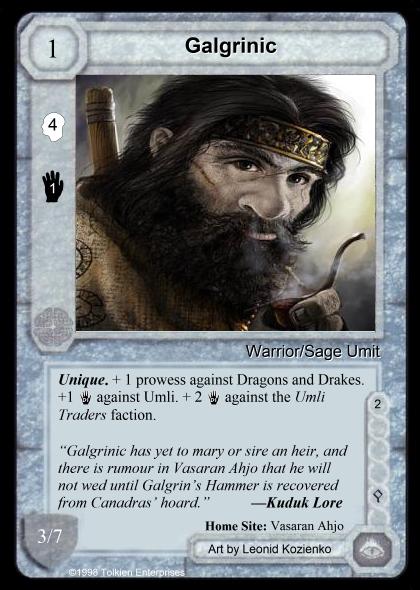 1
Galgrinic
4
1
Warrior/Sage Umit
Unique. + 1 prowess against Dragons and Drakes.
+1 against Umli. + 2 against the Umli
Traders faction.
2
“Galgrinic has yet to mary or sire an heir, and
there is rumour in Vasaran Ahjo that he will
not wed until Galgrin's Hammer is recovered
from Canadras' hoard.” —Kuduk Lore
Home Site: Vasaran Ahjo
3/7
Art by Leonid Kozienko
©1998 Tolkien Enterprises